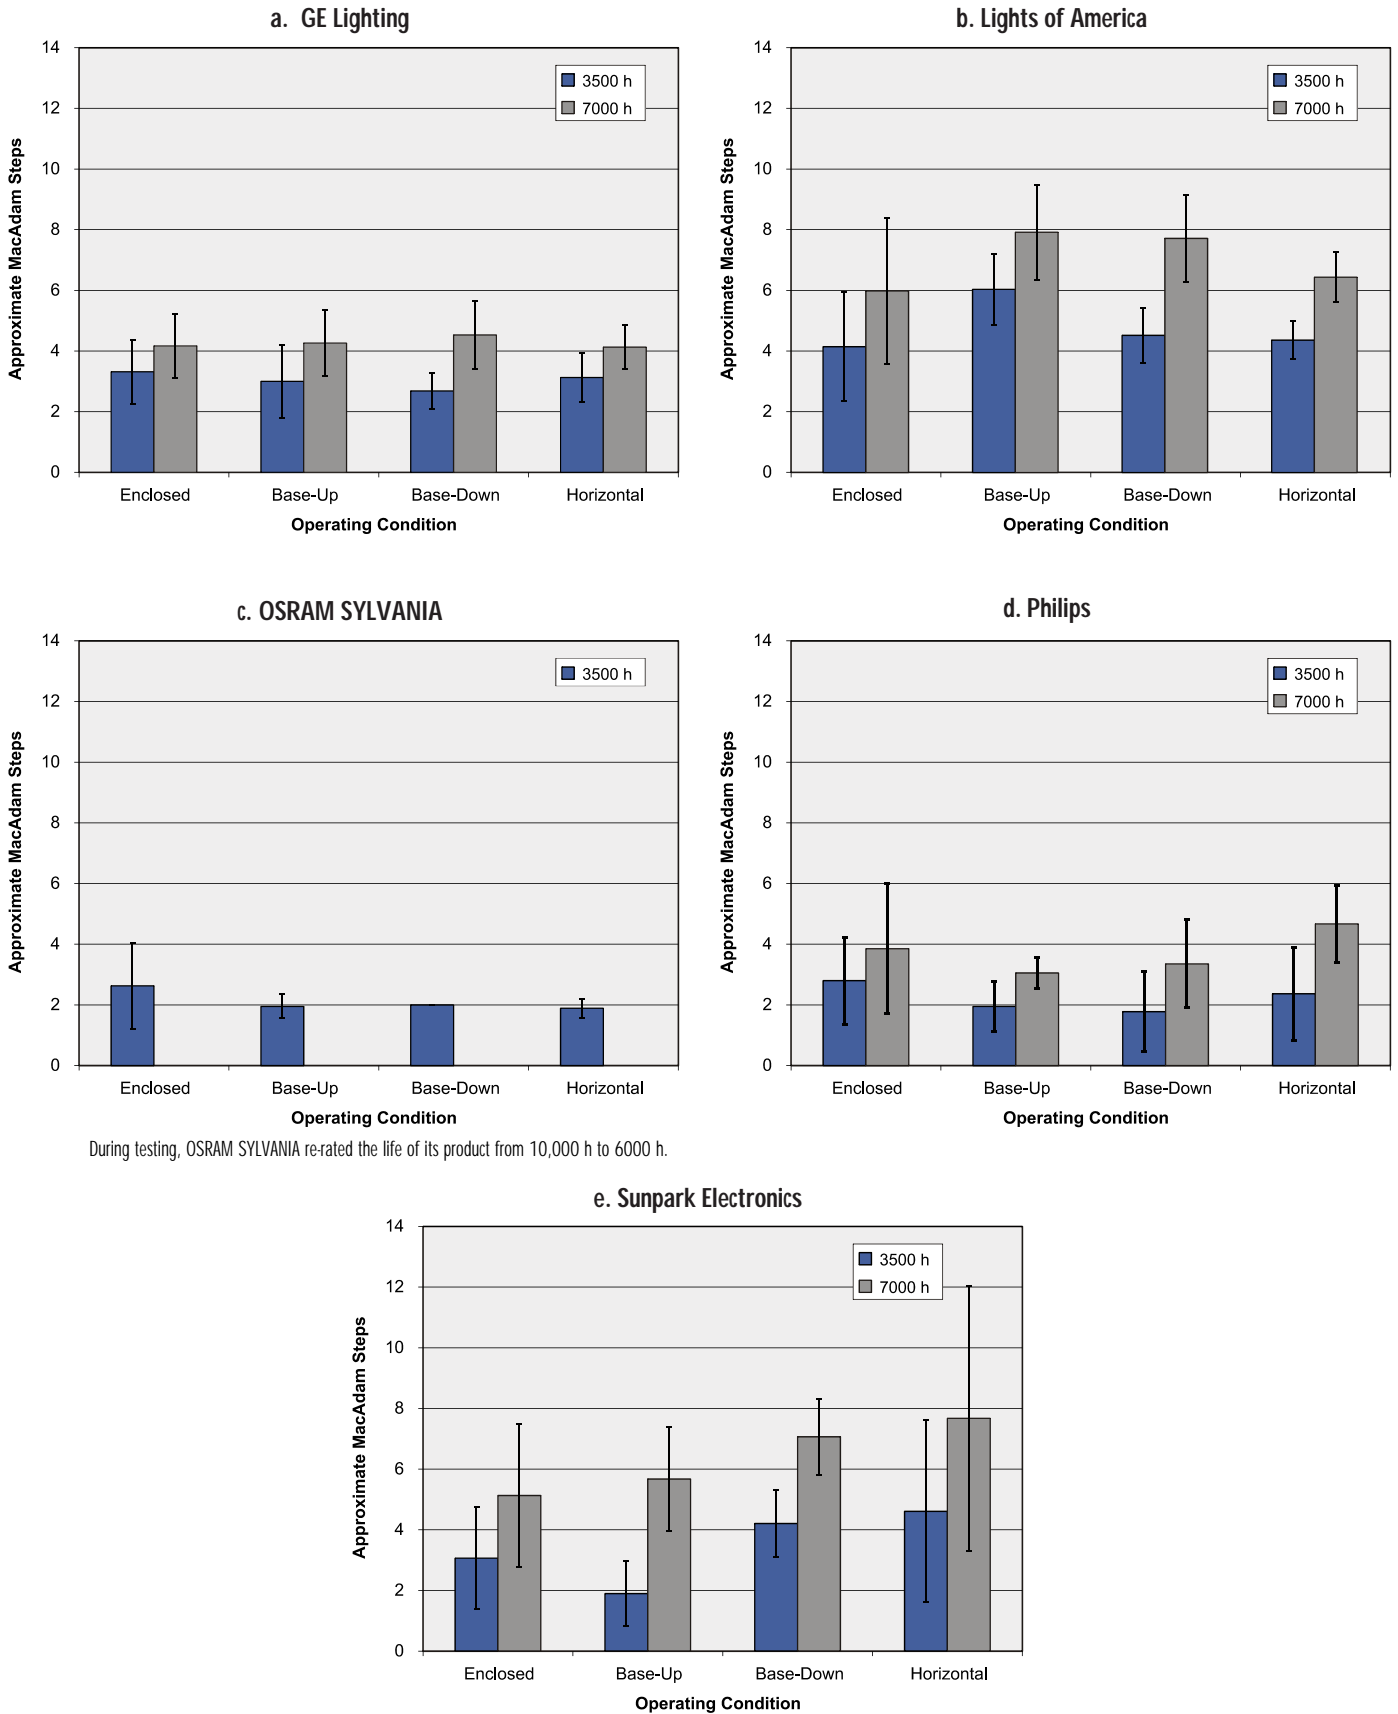 a. GE Lighting
14
12
10
8
6
4
2
0
Approximate MacAdam Steps
3500 h
7000 h
Enclosed Base-Up Base-Down Horizontal
Operating Condition
b. Lights of America
14
12
10
8
6
4
2
0
Approximate MacAdam Steps
3500 h
7000 h
Enclosed Base-Up Base-Down Horizontal
Operating Condition
c. OSRAM SYLVANIA
14
12
10
8
6
4
2
0
Approximate MacAdam Steps
3500 h
Enclosed Base-Up Base-Down Horizontal
Operating Condition
During testing, OSRAM SYLVANIA re-rated the life of its product from 10,000 h to 6000 h.
d. Philips
14
12
10
8
6
4
2
0
Approximate MacAdam Steps
3500 h
7000 h
Enclosed Base-Up Base-Down Horizontal
Operating Condition
e. Sunpark Electronics
14
12
10
8
6
4
2
0
Approximate MacAdam Steps
3500 h
7000 h
Enclosed Base-Up Base-Down Horizontal
Operating Condition